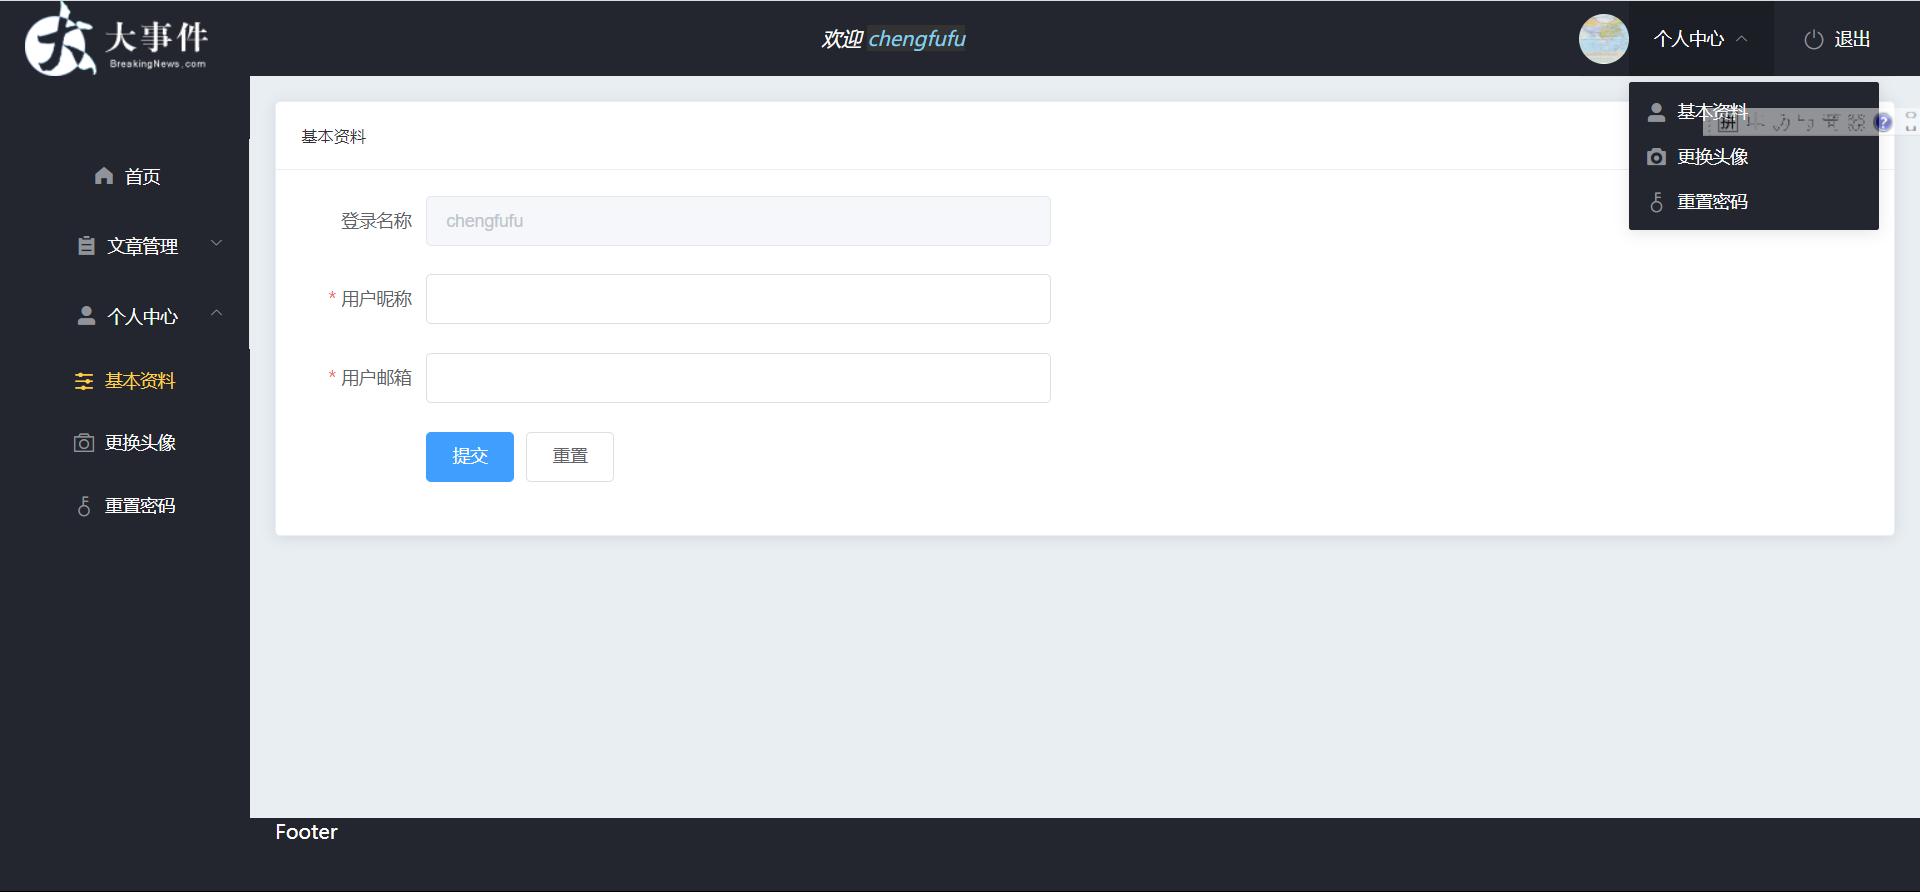 大事件
BreakingNews.com
欢迎 chengfufu
个人中心
退出
基本资料
更换头像
重置密码
首页
文章管理
个人中心
基本资料
更换头像
重置密码
基本资料
登录名称
chengfufu
* 用户昵称
* 用户邮箱
提交
重置
Footer